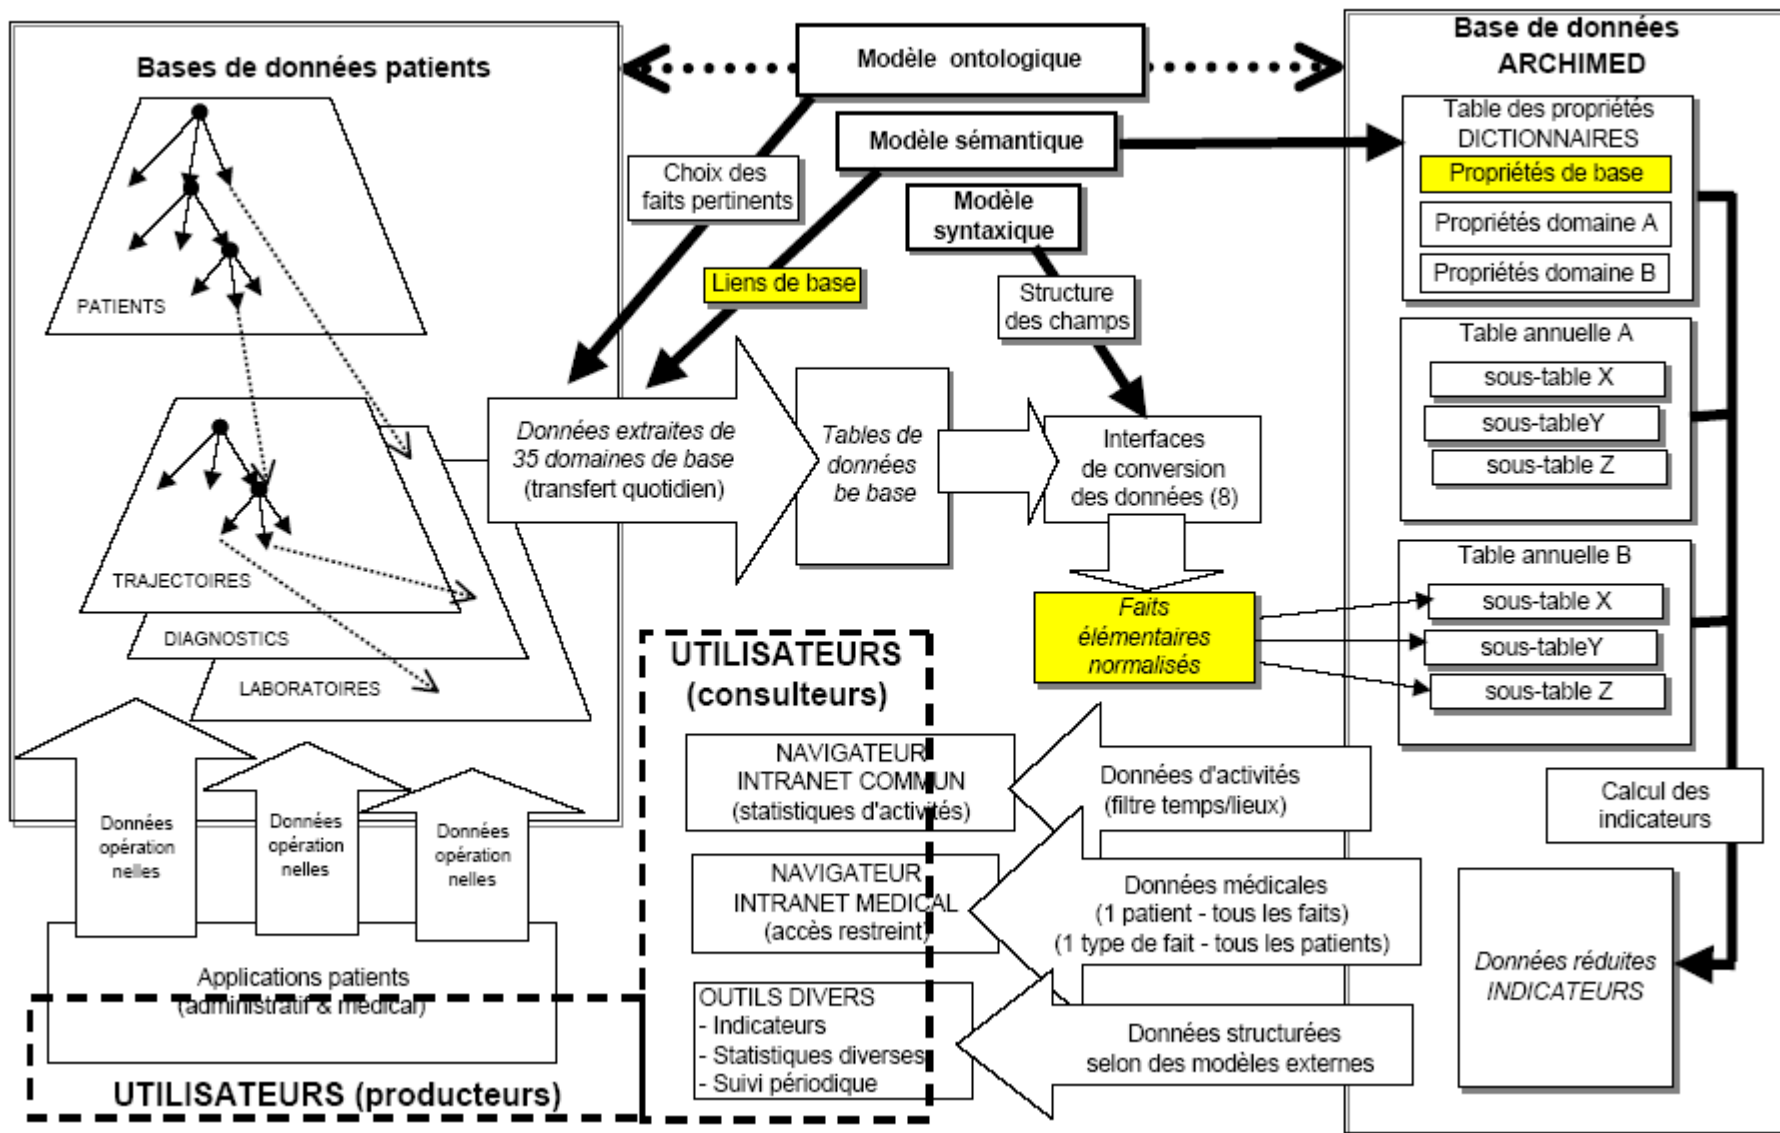 Bases de données patients
PATIENTS
TRAJECTOIRES
DIAGNOSTICS
LABORATOIRES
Données
opération
nelles
Données
opération
nelles
Données
opération
nelles
Applications patients
(administratif & médical)
UTILISATEURS (producteurs)
Modèle ontologique
Modèle sémantique
Modèle
syntaxique
Choix des
faits pertinents
Liens de base
Structure
des champs
Données extraites de
35 domaines de base
(transfert quotidien)
Tables de
données
be base
Interfaces
de conversion
des données (8)
Faits
élémentaires
normalisés
UTILISATEURS
(consulteurs)
NAVIGATEUR
INTRANET COMMUN
(statistiques d'activités)
NAVIGATEUR
INTRANET MEDICAL
(accès restreint)
OUTILS DIVERS
- Indicateurs
- Statistiques diverses
- Suivi périodique
Données d'activités
(filtre temps/lieux)
Données médicales
(1 patient - tous les faits)
(1 type de fait - tous les patients)
Données structurées
selon des modèles externes
Base de données
ARCHIMED
Table des propriétés
DICTIONNAIRES
Propriétés de base
Propriétés domaine A
Propriétés domaine B
Table annuelle A
sous-table X
sous-tableY
sous-table Z
Table annuelle B
sous-table X
sous-tableY
sous-table Z
Calcul des
indicateurs
Données réduites
INDICATEURS